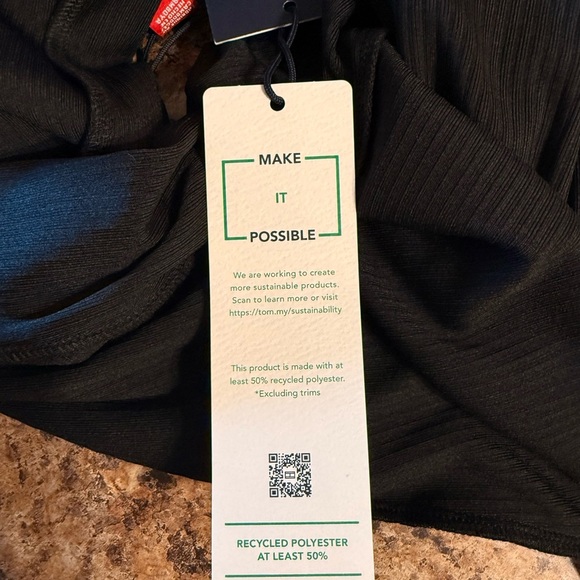 MAKE
IT
POSSIBLE
We are working to create
more sustainable products.
Scan to learn more or visit
https://tom.my/sustainability
This product is made with at
least 50% recycled polyester.
*Excluding trims
RECYCLED POLYESTER
AT LEAST 50%